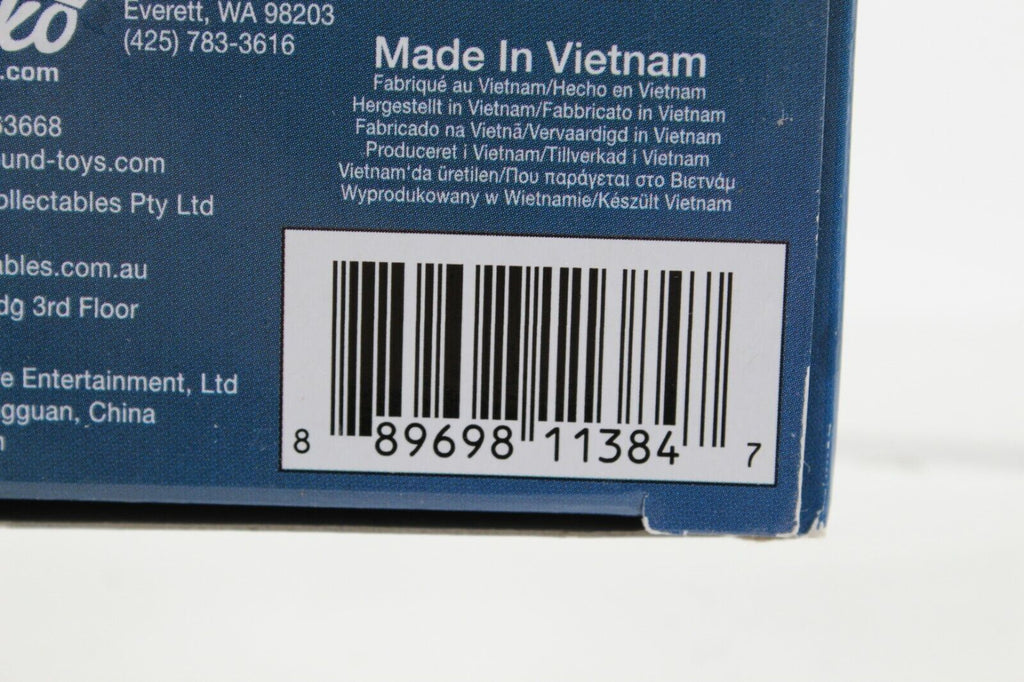 Everett, WA 98203
(425) 783-3616
.com
63668
ound-toys.com
ollectables Pty Ltd
ables.com.au
dg 3rd Floor
e Entertainment, Ltd
gguan, China
Made In Vietnam
Fabriqué au Vietnam/Hecho en Vietnam
Hergestellt in Vietnam/Fabbricato in Vietnam
Fabricado na Vietnã/Vervaardigd in Vietnam
Produceret i Vietnam/Tillverkad i Vietnam
Vietnam'da üretilen/Που παράγεται στο Βιετνάμ
Wyprodukowany w Wietnamie/Készült Vietnam
8 89698 11384 7